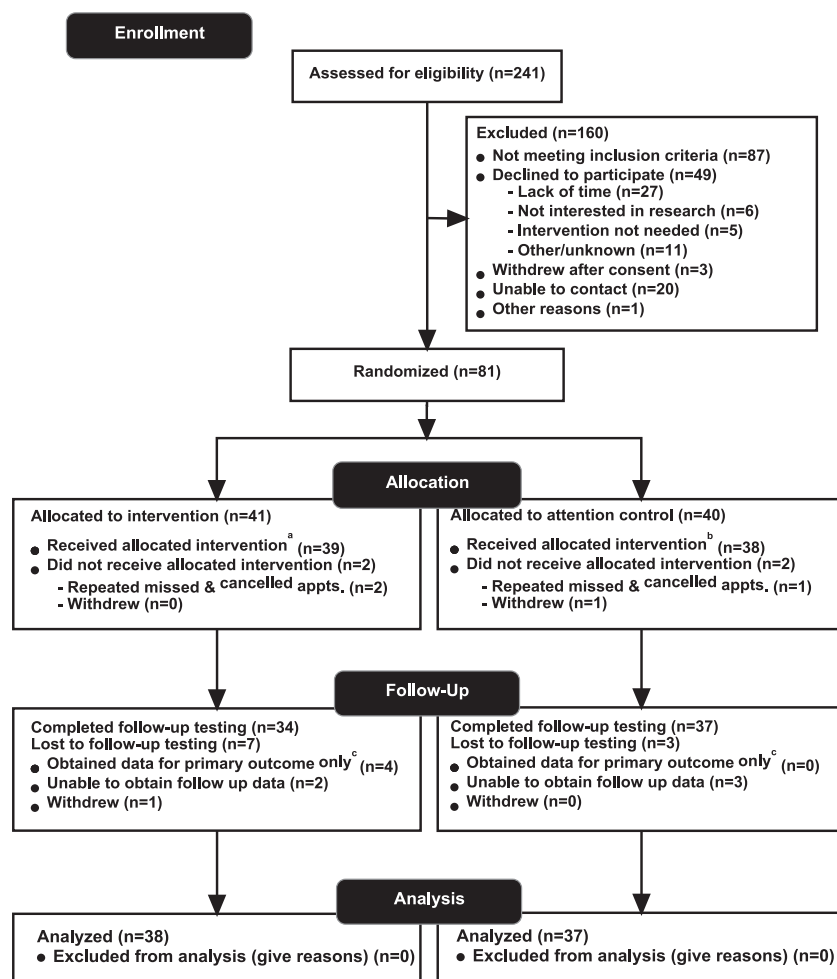 Enrollment
Assessed for eligibility (n=241)
Excluded (n=160)
● Not meeting inclusion criteria (n=87)
● Declined to participate (n=49)
- Lack of time (n=27)
- Not interested in research (n=6)
- Intervention not needed (n=5)
- Other/unknown (n=11)
● Withdrew after consent (n=3)
● Unable to contact (n=20)
● Other reasons (n=1)
Randomized (n=81)
Allocation
Allocated to intervention (n=41)
● Received allocated intervention^a (n=39)
● Did not receive allocated intervention (n=2)
- Repeated missed & cancelled appts. (n=2)
- Withdrew (n=0)
Allocated to attention control (n=40)
● Received allocated intervention^b (n=38)
● Did not receive allocated intervention (n=2)
- Repeated missed & cancelled appts. (n=1)
- Withdrew (n=1)
Follow-Up
Completed follow-up testing (n=34)
Lost to follow-up testing (n=7)
● Obtained data for primary outcome only^c (n=4)
● Unable to obtain follow up data (n=2)
● Withdrew (n=1)
Completed follow-up testing (n=37)
Lost to follow-up testing (n=3)
● Obtained data for primary outcome only^c (n=0)
● Unable to obtain follow up data (n=3)
● Withdrew (n=0)
Analysis
Analyzed (n=38)
● Excluded from analysis (give reasons) (n=0)
Analyzed (n=37)
● Excluded from analysis (give reasons) (n=0)